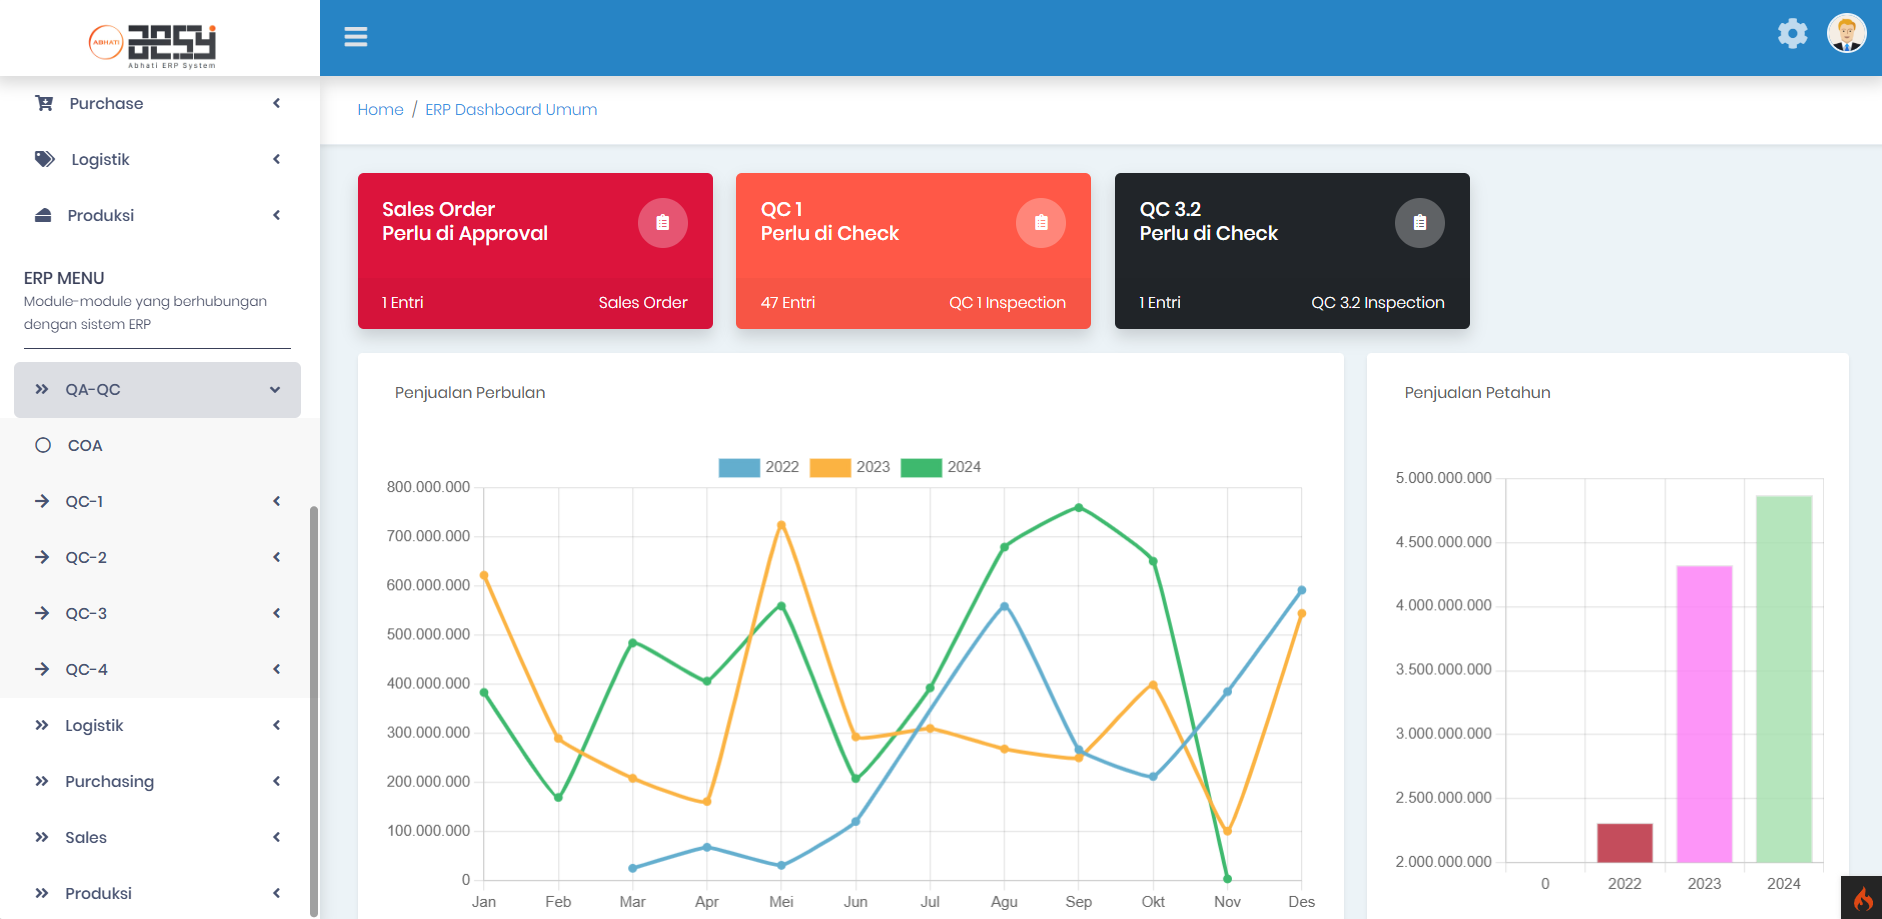 ABHATI
aesy
Abhati ERP System
Purchase
Logistik
Produksi
ERP MENU
Module-module yang berhubungan
dengan sistem ERP
QA-QC
COA
QC-1
QC-2
QC-3
QC-4
Logistik
Purchasing
Sales
Produksi
Home / ERP Dashboard Umum
Sales Order
Perlu di Approval
1 Entri Sales Order
QC 1
Perlu di Check
47 Entri QC 1 Inspection
QC 3.2
Perlu di Check
1 Entri QC 3.2 Inspection
Penjualan Perbulan
2022 2023 2024
800.000.000
700.000.000
600.000.000
500.000.000
400.000.000
300.000.000
200.000.000
100.000.000
0
Jan Feb Mar Apr Mei Jun Jul Agu Sep Okt Nov Des
Penjualan Petahun
5.000.000.000
4.500.000.000
4.000.000.000
3.500.000.000
3.000.000.000
2.500.000.000
2.000.000.000
0 2022 2023 2024